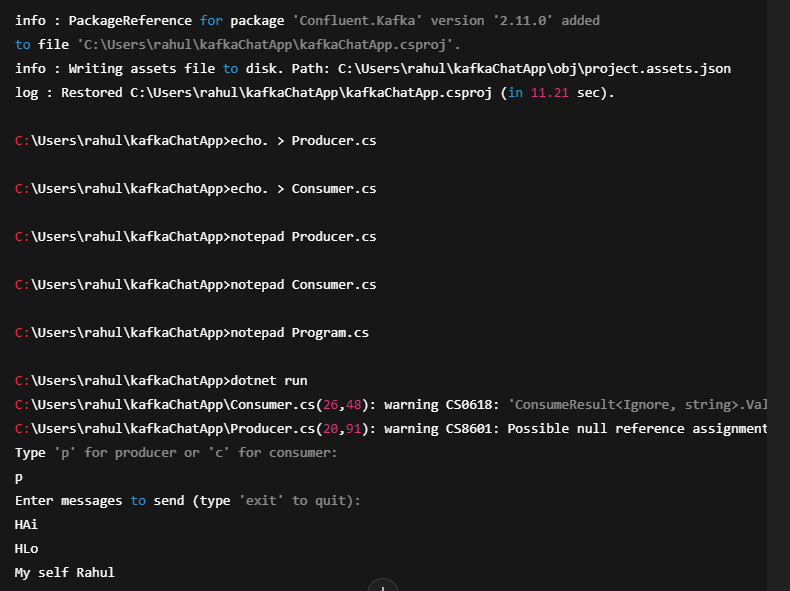 info : PackageReference for package 'Confluent.Kafka' version '2.11.0' added
to file 'C:\Users\rahul\kafkaChatApp\kafkaChatApp.csproj'.
info : Writing assets file to disk. Path: C:\Users\rahul\kafkaChatApp\obj\project.assets.json
log : Restored C:\Users\rahul\kafkaChatApp\kafkaChatApp.csproj (in 11.21 sec).
C:\Users\rahul\kafkaChatApp>echo. > Producer.cs
C:\Users\rahul\kafkaChatApp>echo. > Consumer.cs
C:\Users\rahul\kafkaChatApp>notepad Producer.cs
C:\Users\rahul\kafkaChatApp>notepad Consumer.cs
C:\Users\rahul\kafkaChatApp>notepad Program.cs
C:\Users\rahul\kafkaChatApp>dotnet run
C:\Users\rahul\kafkaChatApp\Consumer.cs(26,48): warning CS0618: 'ConsumeResult<Ignore, string>.Val
C:\Users\rahul\kafkaChatApp\Producer.cs(20,91): warning CS8601: Possible null reference assignment
Type 'p' for producer or 'c' for consumer:
p
Enter messages to send (type 'exit' to quit):
HAi
HLo
My self Rahul